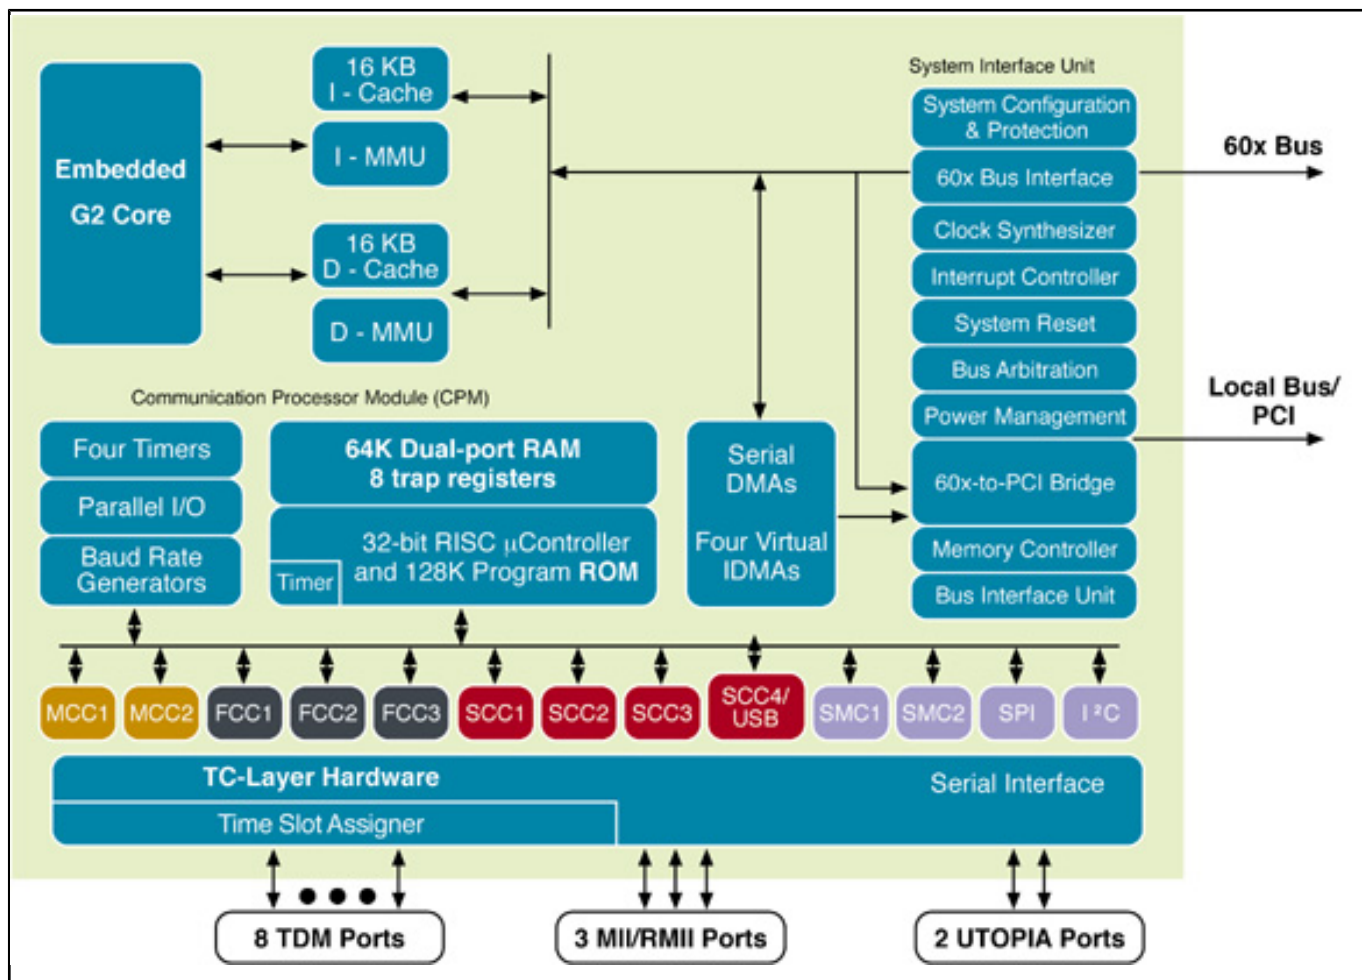 System Interface Unit
Embedded
G2 Core
16 KB
I - Cache
I - MMU
16 KB
D - Cache
D - MMU
System Configuration
& Protection
60x Bus Interface
Clock Synthesizer
Interrupt Controller
System Reset
Bus Arbitration
Power Management
60x-to-PCI Bridge
Memory Controller
Bus Interface Unit
60x Bus
Local Bus/
PCI
Communication Processor Module (CPM)
Four Timers
Parallel I/O
Baud Rate
Generators
64K Dual-port RAM
8 trap registers
32-bit RISC µController
and 128K Program ROM
Timer
Serial
DMAs
Four Virtual
IDMAs
MCC1
MCC2
FCC1
FCC2
FCC3
SCC1
SCC2
SCC3
SCC4/
USB
SMC1
SMC2
SPI
I²C
TC-Layer Hardware
Serial Interface
Time Slot Assigner
8 TDM Ports
3 MII/RMII Ports
2 UTOPIA Ports